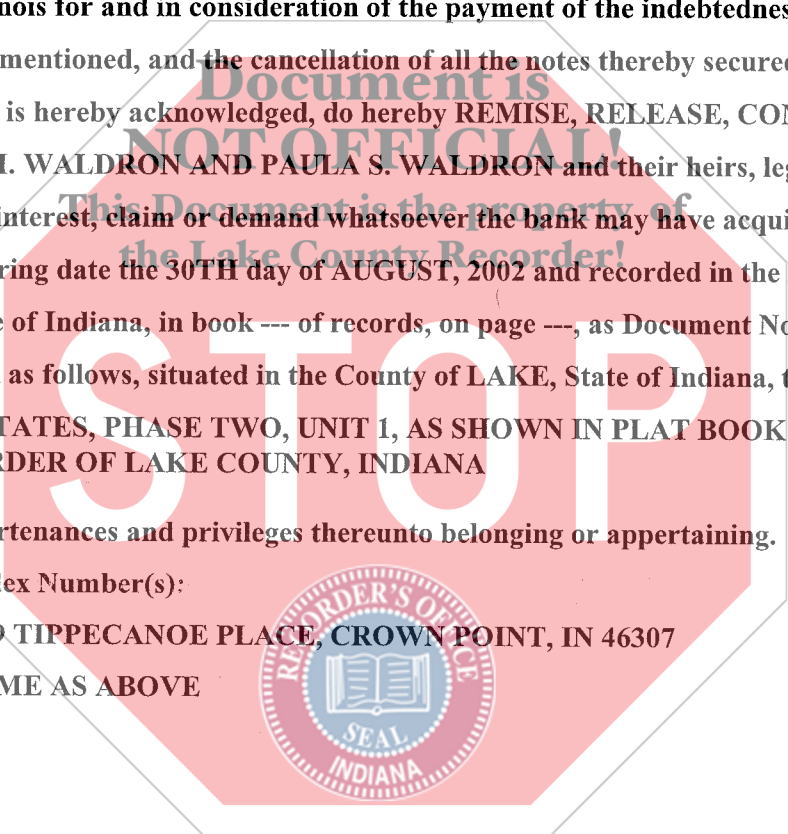 nois for and in consideration of the payment of the indebtednes
mentioned, and the cancellation of all the notes thereby secure
Document is
is hereby acknowledged, do hereby REMISE, RELEASE, CON
NOT OFFICIAL!
I. WALDRON AND PAULA S. WALDRON and their heirs, leg
This Document is the property of
interest, claim or demand whatsoever the bank may have acqui
the Lake County Recorder!
ring date the 30TH day of AUGUST, 2002 and recorded in the
e of Indiana, in book --- of records, on page ---, as Document No
as follows, situated in the County of LAKE, State of Indiana, t
STOP
TATES, PHASE TWO, UNIT 1, AS SHOWN IN PLAT BOOK
RDER OF LAKE COUNTY, INDIANA
rtenances and privileges thereunto belonging or appertaining.
lex Number(s):
TIPPECANOE PLACE, CROWN POINT, IN 46307
ME AS ABOVE
RECORDER'S OFFICE
SEAL
INDIANA